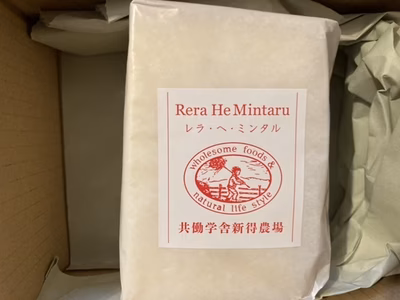 Rera He Mintaru
レラ・ヘ・ミンタル
wholesome foods &
natural life style
共働学舎新得農場